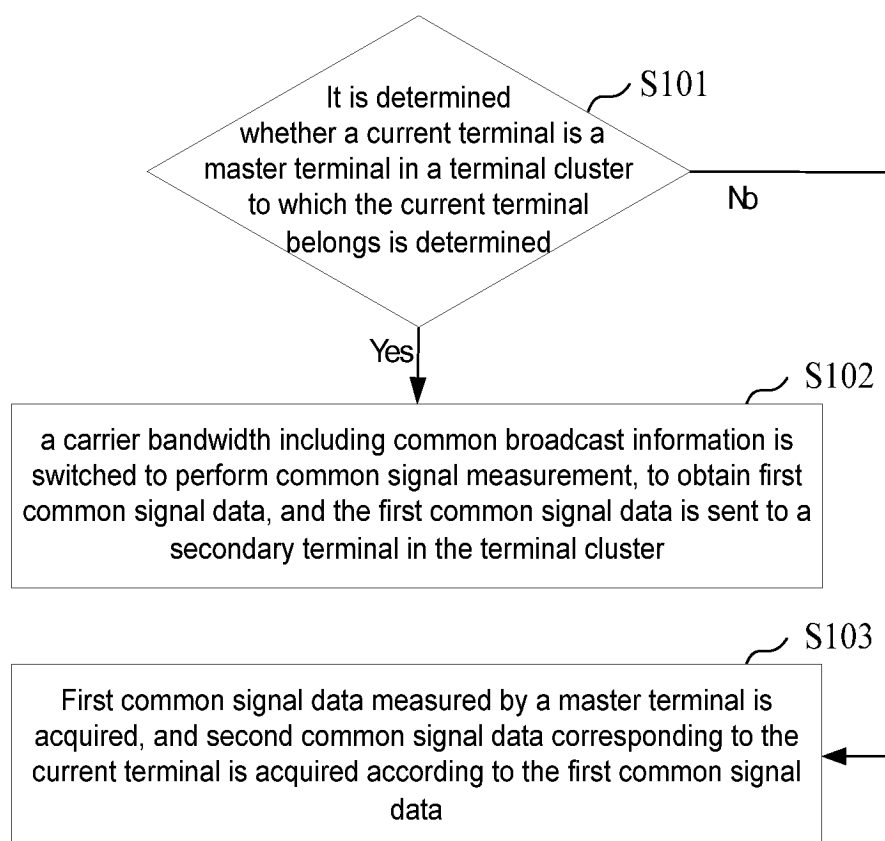 S101
It is determined
whether a current terminal is a
master terminal in a terminal cluster
to which the current terminal
belongs is determined
No
Yes
S102
a carrier bandwidth including common broadcast information is
switched to perform common signal measurement, to obtain first
common signal data, and the first common signal data is sent to a
secondary terminal in the terminal cluster
S103
First common signal data measured by a master terminal is
acquired, and second common signal data corresponding to the
current terminal is acquired according to the first common signal
data